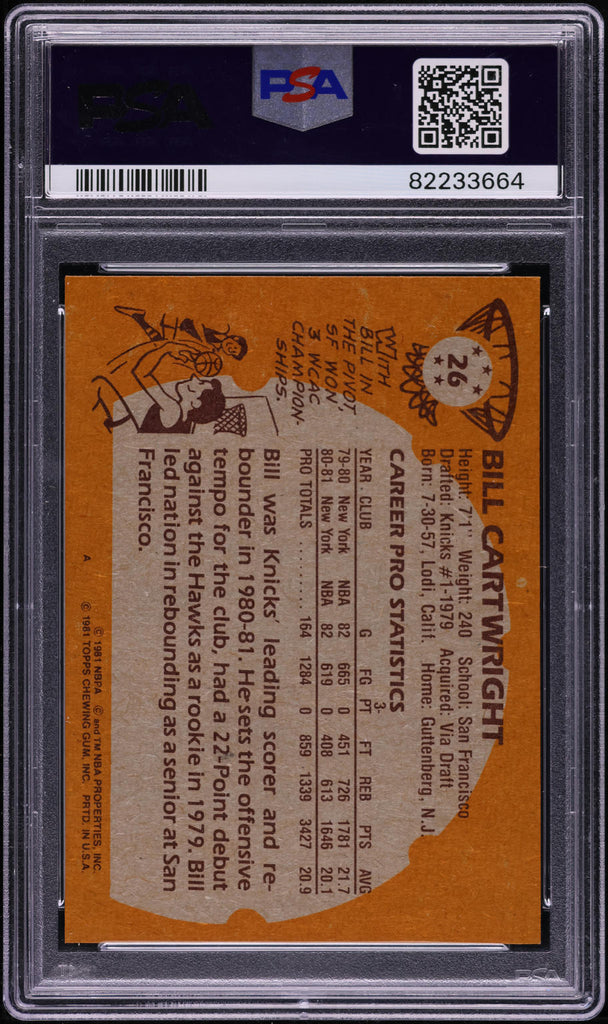 PSA
PSA
82233664
26
BILL CARTWRIGHT
Height: 7'1" Weight: 240 School: San Francisco
Drafted: Knicks #1-1979 Acquired: Via Draft
Born: 7-30-57, Lodi, Calif. Home: Guttenberg, N.J.
CAREER PRO STATISTICS
YEAR CLUB G FG 3-PT FT REB PTS AVG
79-80 New York NBA 82 665 0 451 726 1781 21.7
80-81 New York NBA 82 619 0 408 613 1646 20.1
PRO TOTALS . . . . . . . . . 164 1284 0 859 1339 3427 20.9
WITH
BILL IN
THE PIVOT,
SF WON
3 WCAC
CHAMPION-
SHIPS.
Bill was Knicks' leading scorer and re-
bounder in 1980-81. He sets the offensive
tempo for the club, had a 22-Point debut
against the Hawks as a rookie in 1979. Bill
led nation in rebounding as a senior at San
Francisco.
A
© 1981 NBPA © and TM NBA PROPERTIES, INC.
© 1981 TOPPS CHEWING GUM, INC. PRTD. IN U.S.A.
PSA